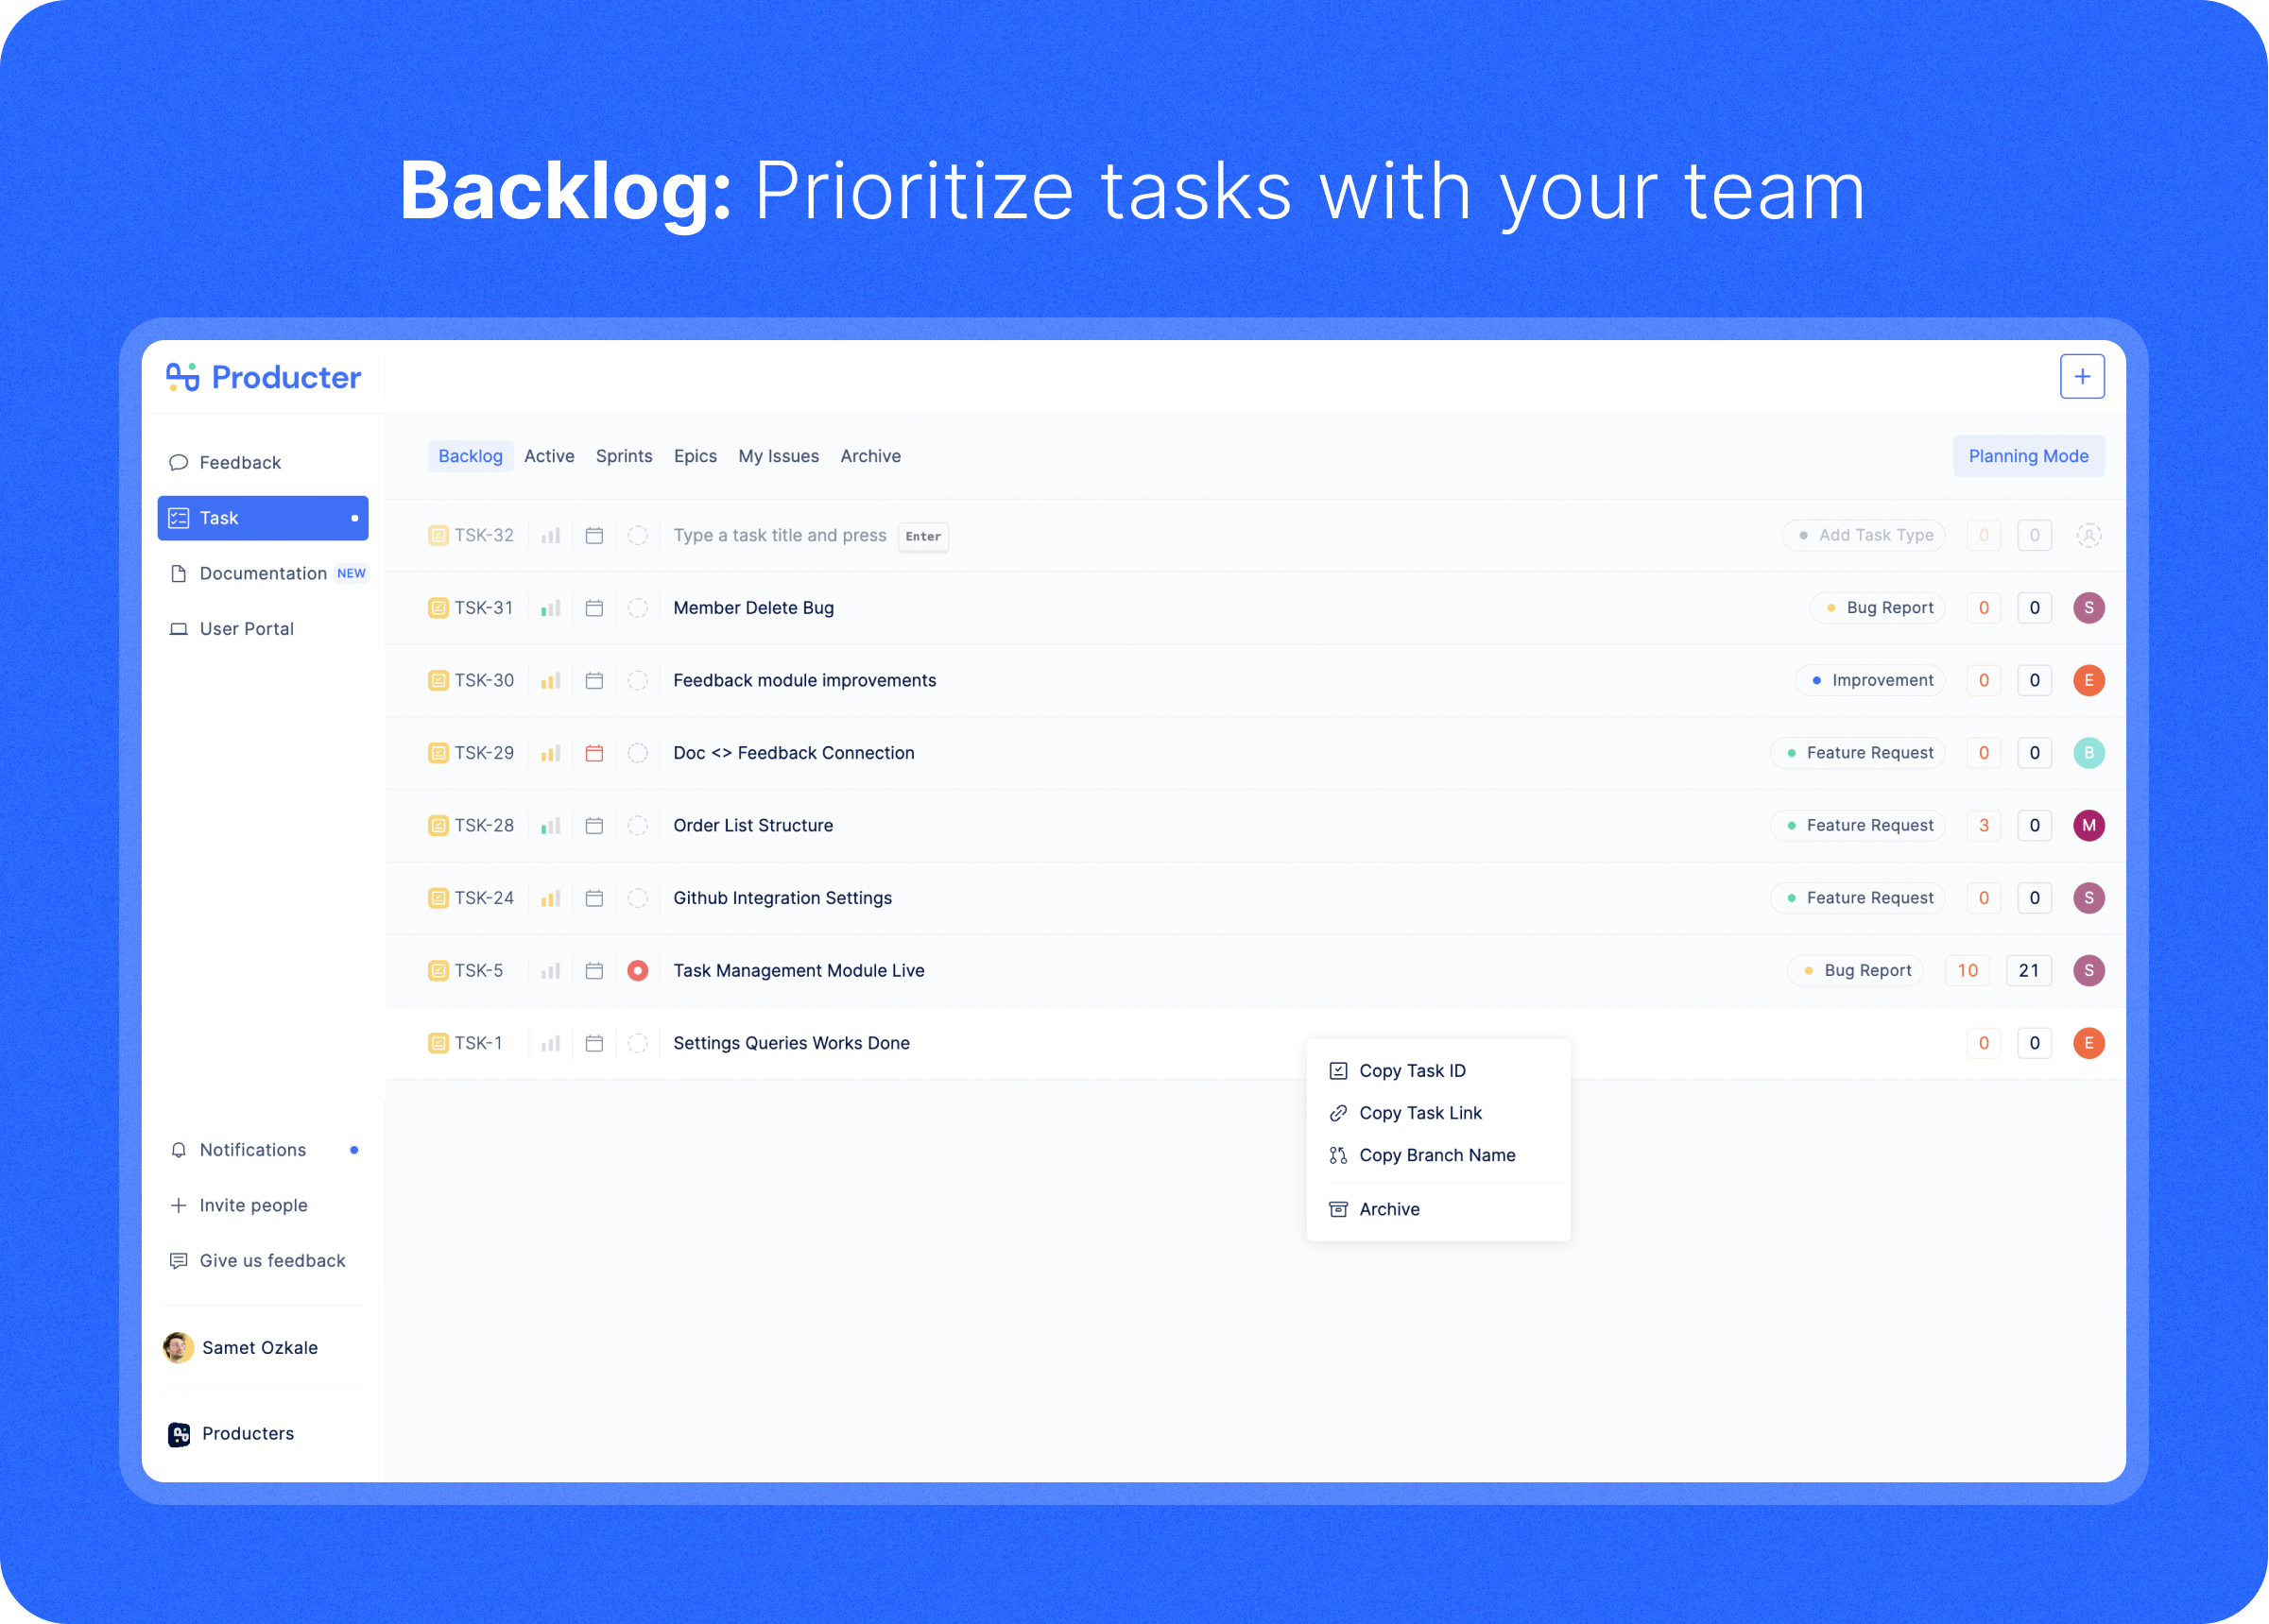 Backlog: Prioritize tasks with your team
Producter
Feedback
Task
Documentation NEW
User Portal
Notifications
Invite people
Give us feedback
Samet Ozkale
Producters
Backlog Active Sprints Epics My Issues Archive Planning Mode
TSK-32 Type a task title and press Enter Add Task Type 0 0
TSK-31 Member Delete Bug Bug Report 0 0 S
TSK-30 Feedback module improvements Improvement 0 0 E
TSK-29 Doc <> Feedback Connection Feature Request 0 0 B
TSK-28 Order List Structure Feature Request 3 0 M
TSK-24 Github Integration Settings Feature Request 0 0 S
TSK-5 Task Management Module Live Bug Report 10 21 S
TSK-1 Settings Queries Works Done 0 0 E
Copy Task ID
Copy Task Link
Copy Branch Name
Archive